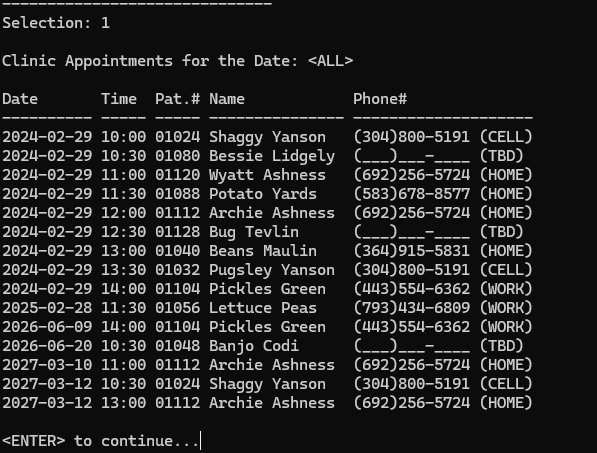 ------------------------------
Selection: 1
Clinic Appointments for the Date: <ALL>
Date       Time  Pat.# Name            Phone#
---------- ----- ----- --------------- --------------------
2024-02-29 10:00 01024 Shaggy Yanson   (304)800-5191 (CELL)
2024-02-29 10:30 01080 Bessie Lidgely  (___)___-____ (TBD)
2024-02-29 11:00 01120 Wyatt Ashness   (692)256-5724 (HOME)
2024-02-29 11:30 01088 Potato Yards    (583)678-8577 (HOME)
2024-02-29 12:00 01112 Archie Ashness  (692)256-5724 (HOME)
2024-02-29 12:30 01128 Bug Tevlin      (___)___-____ (TBD)
2024-02-29 13:00 01040 Beans Maulin    (364)915-5831 (HOME)
2024-02-29 13:30 01032 Pugsley Yanson  (304)800-5191 (CELL)
2024-02-29 14:00 01104 Pickles Green   (443)554-6362 (WORK)
2025-02-28 11:30 01056 Lettuce Peas    (793)434-6809 (WORK)
2026-06-09 14:00 01104 Pickles Green   (443)554-6362 (WORK)
2026-06-20 10:30 01048 Banjo Codi      (___)___-____ (TBD)
2027-03-10 11:00 01112 Archie Ashness  (692)256-5724 (HOME)
2027-03-12 10:30 01024 Shaggy Yanson   (304)800-5191 (CELL)
2027-03-12 13:00 01112 Archie Ashness  (692)256-5724 (HOME)
<ENTER> to continue...